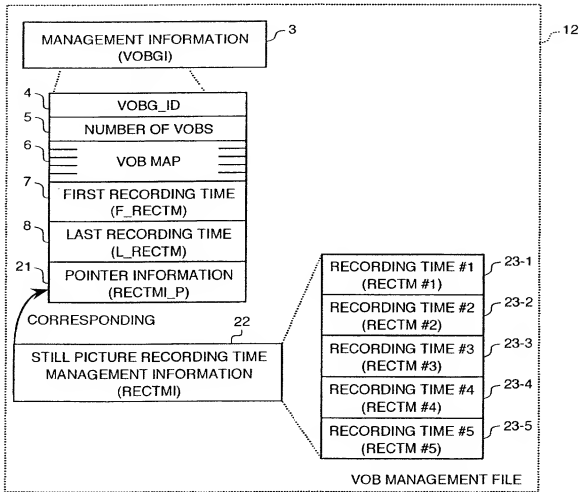 3
12
MANAGEMENT INFORMATION
(VOBGI)
4
VOBG_ID
5
NUMBER OF VOBS
6
VOB MAP
7
FIRST RECORDING TIME
(F_RECTM)
8
LAST RECORDING TIME
(L_RECTM)
21
POINTER INFORMATION
(RECTMI_P)
CORRESPONDING
22
STILL PICTURE RECORDING TIME
MANAGEMENT INFORMATION
(RECTMI)
RECORDING TIME #1
(RECTM #1)
23-1
RECORDING TIME #2
(RECTM #2)
23-2
RECORDING TIME #3
(RECTM #3)
23-3
RECORDING TIME #4
(RECTM #4)
23-4
RECORDING TIME #5
(RECTM #5)
23-5
VOB MANAGEMENT FILE